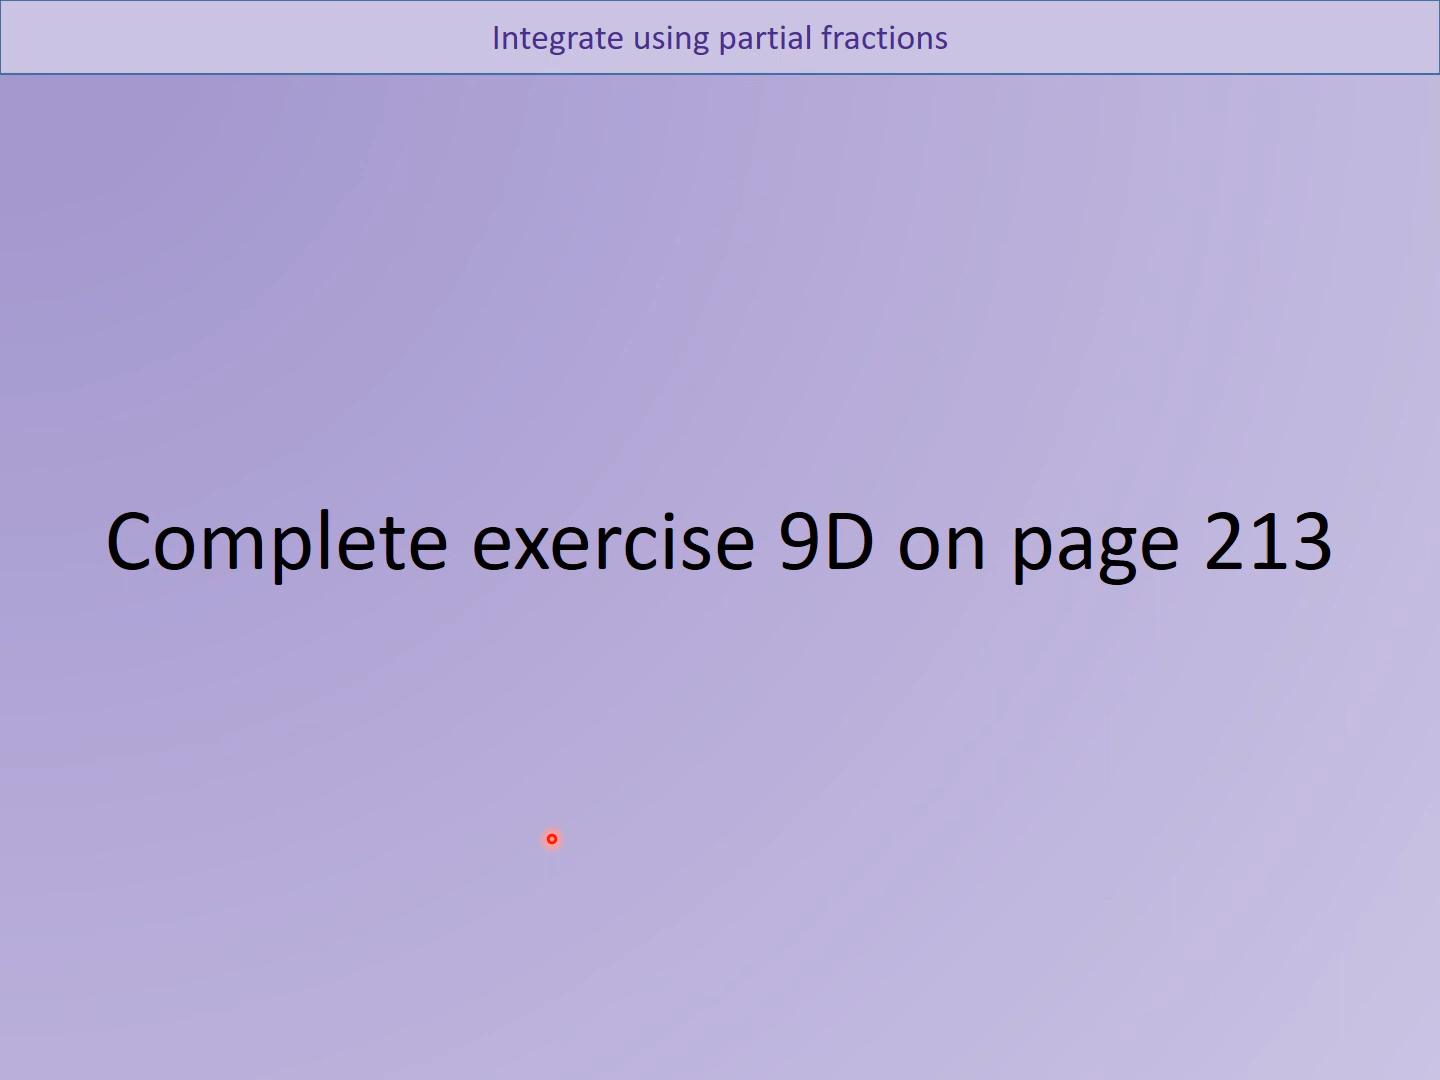 Integrate using partial fractions
Complete exercise 9D on page 213